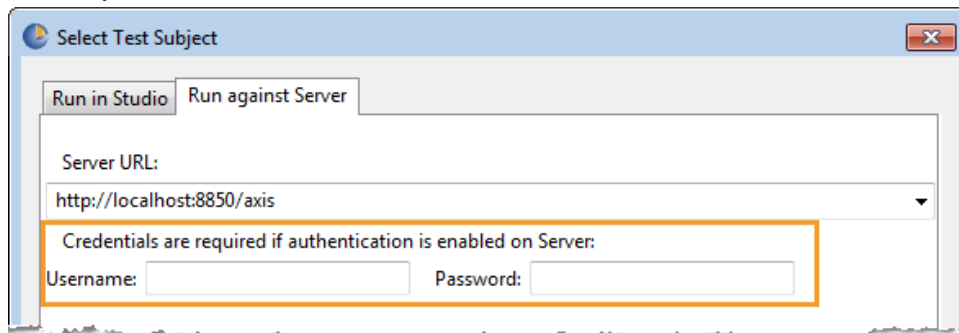 Select Test Subject
Run in Studio Run against Server
Server URL:
http://localhost:8850/axis
Credentials are required if authentication is enabled on Server:
Username: Password: